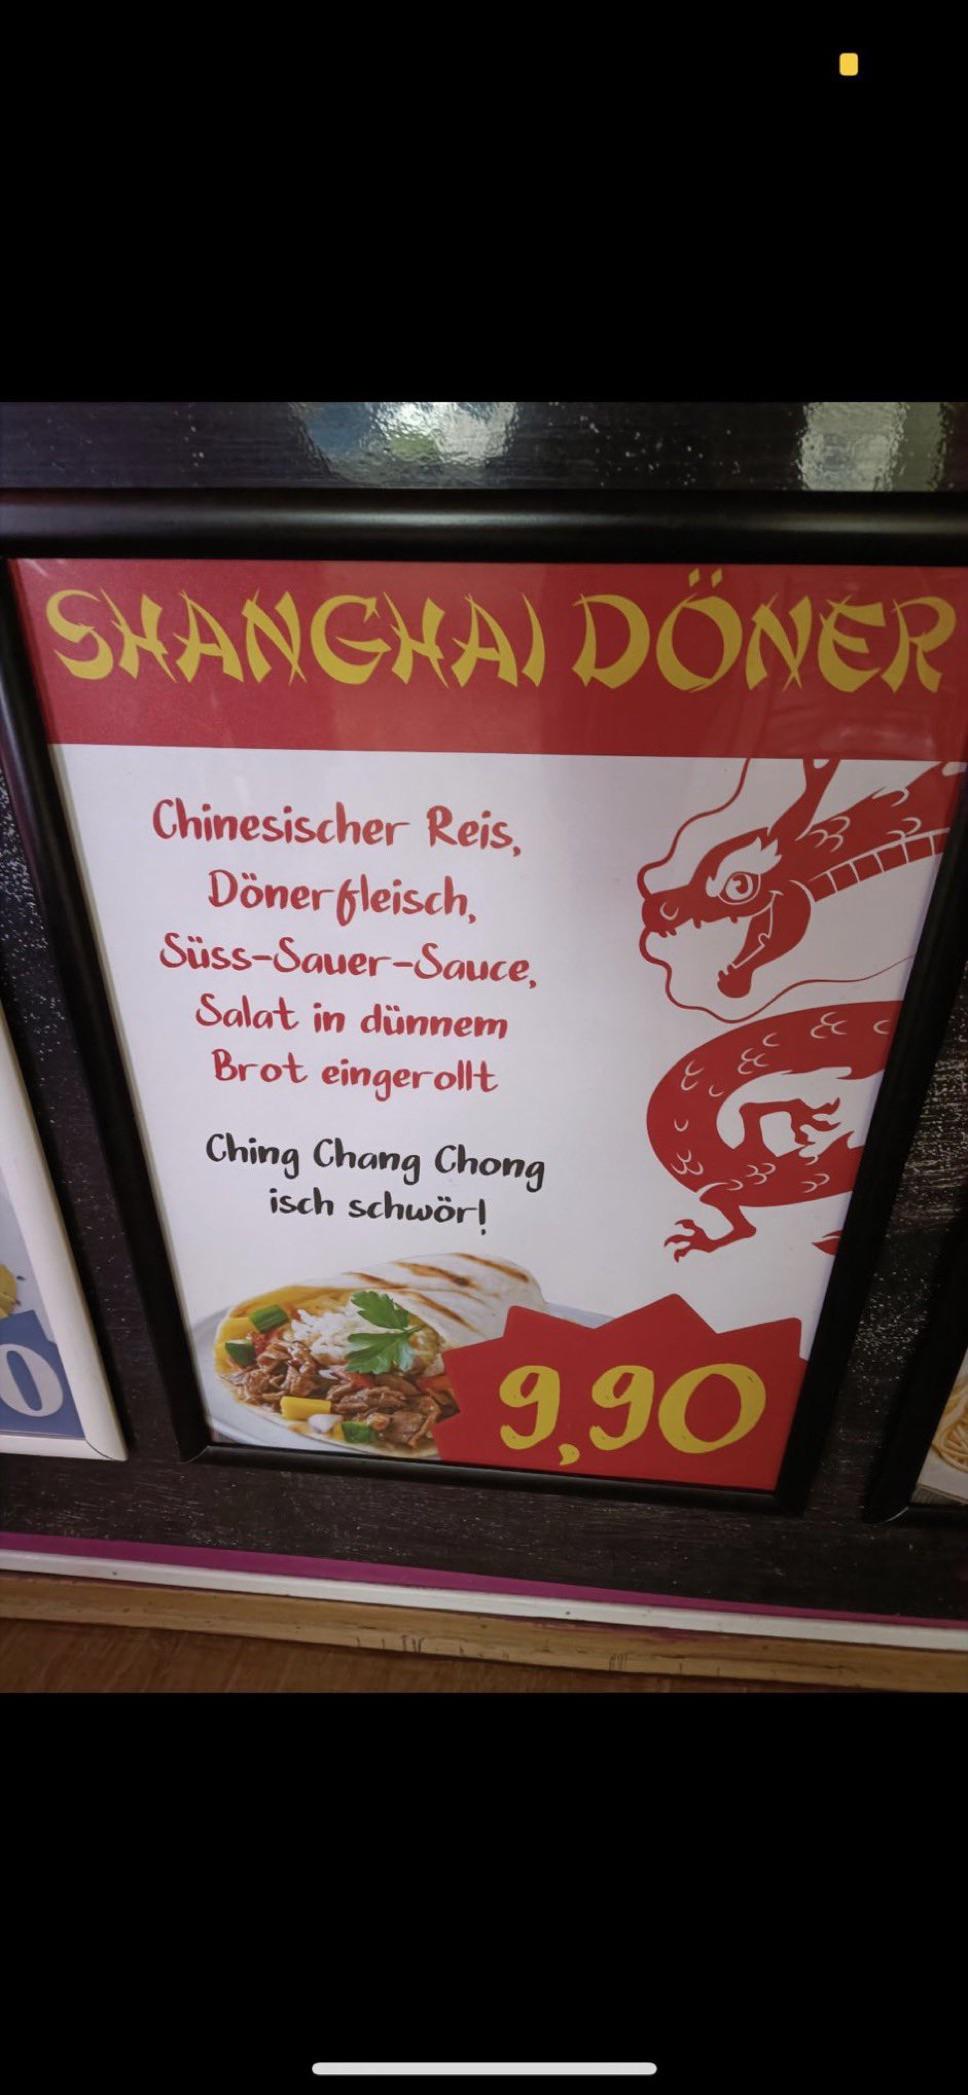 SHANGHAI DÖNER
Chinesischer Reis,
Dönerfleisch,
Süss-Sauer-Sauce,
Salat in dünnem
Brot eingerollt
Ching Chang Chong
isch schwör!
9,90
0